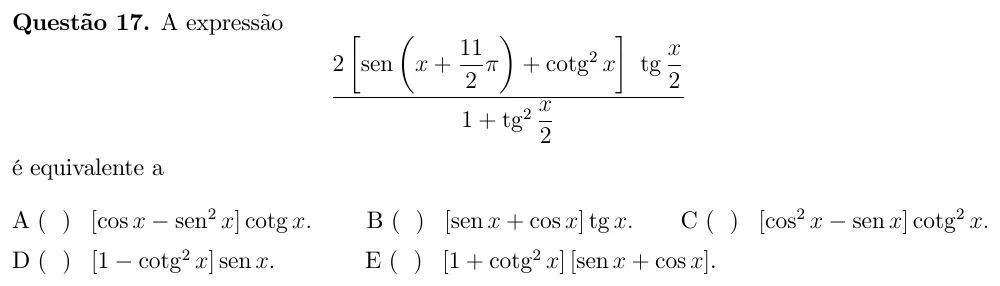 Questão 17. A expressão
2 [sen (x + 11/2 π) + cotg² x] tg x/2
1 + tg² x/2
é equivalente a
A ( ) [cos x − sen² x] cotg x. B ( ) [sen x + cos x] tg x. C ( ) [cos² x − sen x] cotg² x.
D ( ) [1 − cotg² x] sen x. E ( ) [1 + cotg² x] [sen x + cos x].